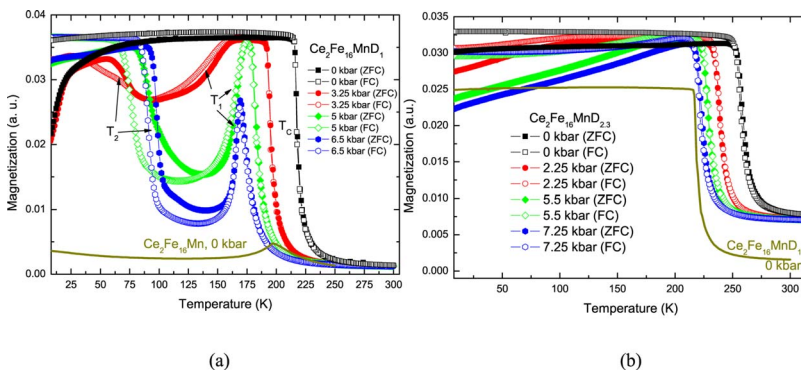 Ce2Fe16MnD1
0 kbar (ZFC)
0 kbar (FC)
3.25 kbar (ZFC)
3.25 kbar (FC)
5 kbar (ZFC)
5 kbar (FC)
6.5 kbar (ZFC)
6.5 kbar (FC)
T1
T2
TC
Ce2Fe16Mn, 0 kbar
0.04
0.03
0.02
0.01
0.00
Magnetization (a. u.)
25 50 75 100 125 150 175 200 225 250 275 300
Temperature (K)
(a)
0.035
0.030
0.025
0.020
0.015
0.010
0.005
0.000
Magnetization (a. u.)
Ce2Fe16MnD2.3
0 kbar (ZFC)
0 kbar (FC)
2.25 kbar (ZFC)
2.25 kbar (FC)
5.5 kbar (ZFC)
5.5 kbar (FC)
7.25 kbar (ZFC)
7.25 kbar (FC)
Ce2Fe16MnD1
0 kbar
50 100 150 200 250 300
Temperature (K)
(b)